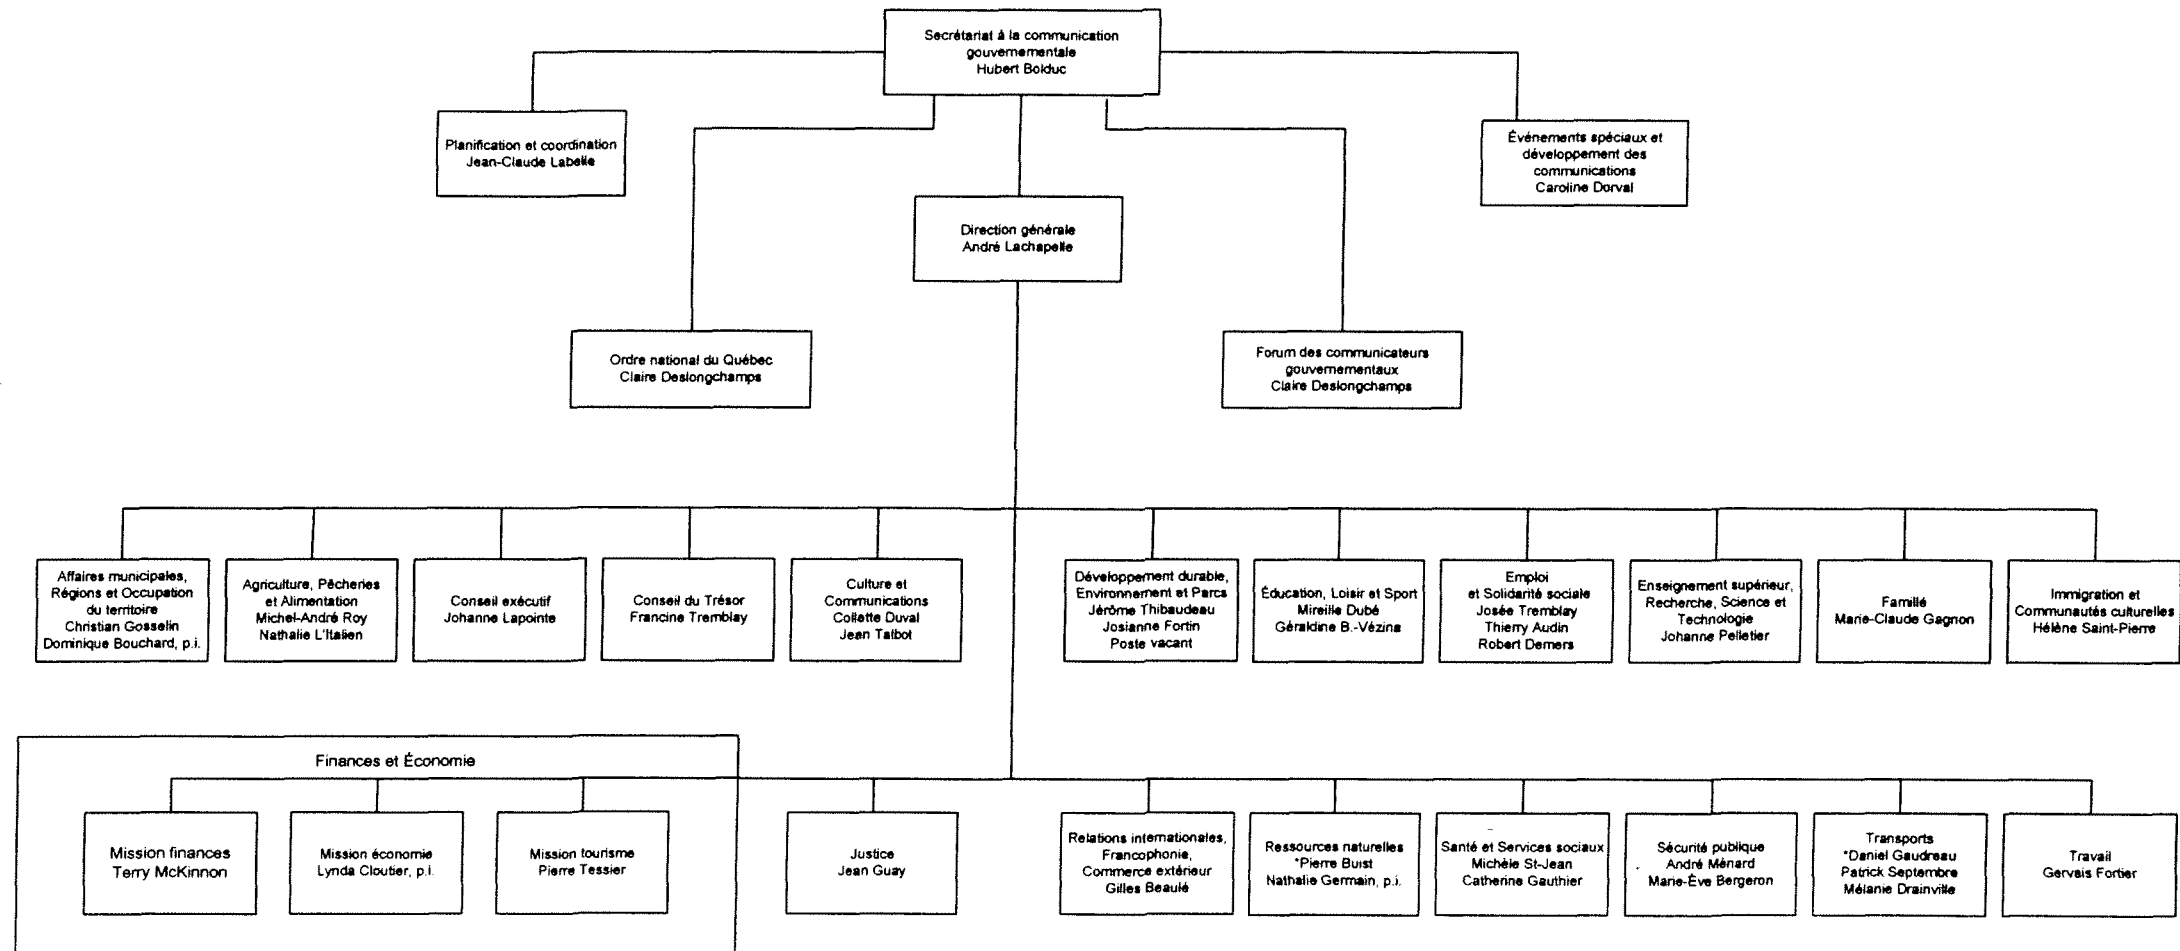 Secrétariat à la communication
gouvernementale
Hubert Bolduc
Planification et coordination
Jean-Claude Labelle
Événements spéciaux et
développement des
communications
Caroline Dorval
Direction générale
André Lachapelle
Ordre national du Québec
Claire Deslongchamps
Forum des communicateurs
gouvernementaux
Claire Deslongchamps
Affaires municipales,
Régions et Occupation
du territoire
Christian Gosselin
Dominique Bouchard, p.i.
Agriculture, Pêcheries
et Alimentation
Michel-André Roy
Nathalie L'Italien
Conseil exécutif
Johanne Lapointe
Conseil du Trésor
Francine Tremblay
Culture et
Communications
Collette Duval
Jean Talbot
Développement durable,
Environnement et Parcs
Jérôme Thibaudeau
Josianne Fortin
Poste vacant
Éducation, Loisir et Sport
Mireille Dubé
Géraldine B.-Vézina
Emploi
et Solidarité sociale
Josée Tremblay
Thierry Audin
Robert Demers
Enseignement supérieur,
Recherche, Science et
Technologie
Johanne Pelletier
Famille
Marie-Claude Gagnon
Immigration et
Communautés culturelles
Hélène Saint-Pierre
Finances et Économie
Mission finances
Terry McKinnon
Mission économie
Lynda Cloutier, p.i.
Mission tourisme
Pierre Tessier
Justice
Jean Guay
Relations internationales,
Francophonie,
Commerce extérieur
Gilles Beaulé
Ressources naturelles
*Pierre Buist
Nathalie Germain, p.i.
Santé et Services sociaux
Michèle St-Jean
Catherine Gauthier
Sécurité publique
André Ménard
Marie-Ève Bergeron
Transports
*Daniel Gaudreau
Patrick Septembre
Mélanie Drainville
Travail
Gervais Fortier